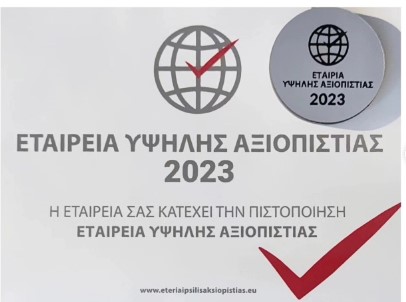 ΕΤΑΙΡΙΑ
ΥΨΗΛΗΣ ΑΞΙΟΠΙΣΤΙΑΣ
2023
ΕΤΑΙΡΕΙΑ ΥΨΗΛΗΣ ΑΞΙΟΠΙΣΤΙΑΣ
2023
Η ΕΤΑΙΡΕΙΑ ΣΑΣ ΚΑΤΕΧΕΙ ΤΗΝ ΠΙΣΤΟΠΟΙΗΣΗ
ΕΤΑΙΡΕΙΑ ΥΨΗΛΗΣ ΑΞΙΟΠΙΣΤΙΑΣ
www.eteriaipsilisaksiopistias.eu